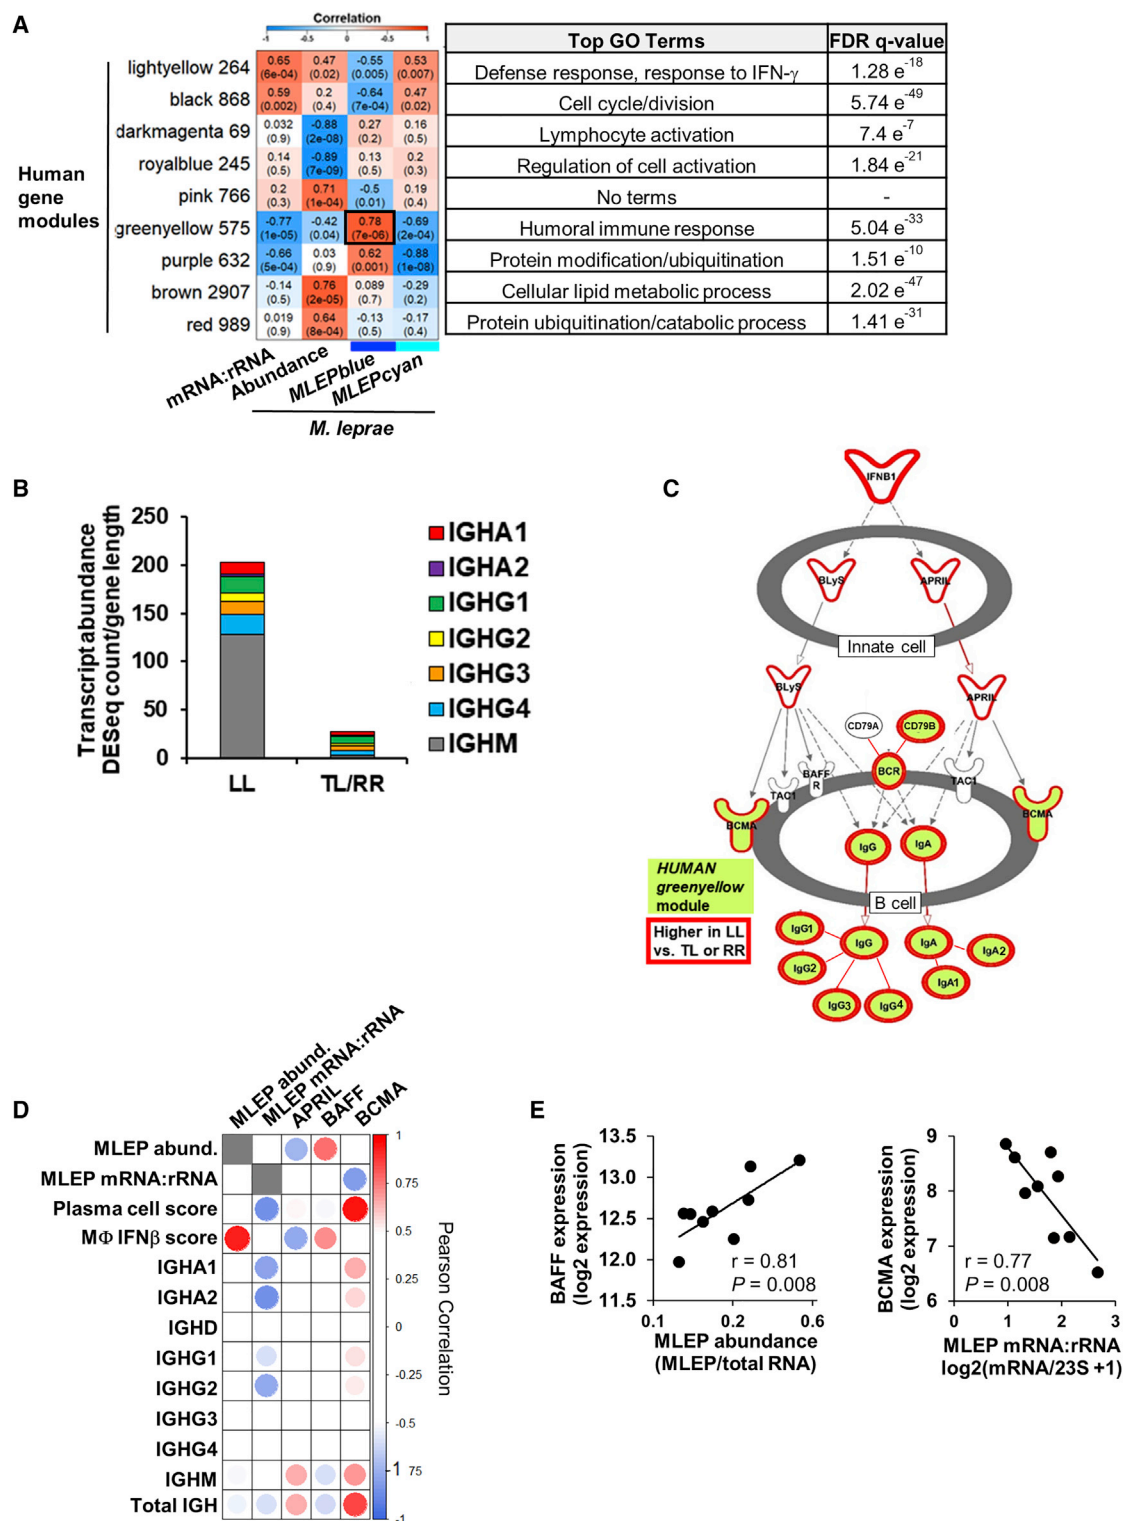 A
Correlation
-1 -0.5 0 -0.5 1
Top GO Terms FDR q-value
Human
gene
modules
lightyellow 264 0.65 0.47 -0.55 0.53
(6e-04) (0.02) (0.005) (0.007)
Defense response, response to IFN-γ 1.28 e-18
black 868 0.59 0.2 -0.64 0.47
(0.002) (0.4) (7e-04) (0.02)
Cell cycle/division 5.74 e-49
darkmagenta 69 0.032 -0.88 0.27 0.16
(0.9) (2e-08) (0.2) (0.5)
Lymphocyte activation 7.4 e-7
royalblue 245 0.14 -0.89 0.13 0.2
(0.5) (7e-09) (0.5) (0.3)
Regulation of cell activation 1.84 e-21
pink 766 0.2 0.71 -0.5 0.19
(0.3) (1e-04) (0.01) (0.4)
No terms -
greenyellow 575 -0.77 -0.42 0.78 -0.69
(1e-05) (0.04) (7e-06) (2e-04)
Humoral immune response 5.04 e-33
purple 632 -0.66 0.03 0.62 -0.88
(5e-04) (0.9) (0.001) (1e-08)
Protein modification/ubiquitination 1.51 e-10
brown 2907 -0.14 0.76 0.089 -0.29
(0.5) (2e-05) (0.7) (0.2)
Cellular lipid metabolic process 2.02 e-47
red 989 0.019 0.64 -0.13 -0.17
(0.9) (8e-04) (0.5) (0.4)
Protein ubiquitination/catabolic process 1.41 e-31
mRNA:rRNA
Abundance
MLEPblue
MLEPcyan
M. leprae
B
Transcript abundance
DESeq count/gene length
250
200
150
100
50
0
LL TL/RR
IGHA1
IGHA2
IGHG1
IGHG2
IGHG3
IGHG4
IGHM
C
IFNB1
BLyS APRIL
Innate cell
BLyS APRIL
CD79A CD79B
BCR
BAFF
R
TAC1 TAC1
BCMA BCMA
IgG IgA
B cell
HUMAN
greenyellow
module
Higher in LL
vs. TL or RR
IgG1
IgG IgA IgA2
IgG2
IgA1
IgG3 IgG4
D
MLEP abund.
MLEP mRNA:rRNA
APRIL
BAFF
BCMA
MLEP abund.
MLEP mRNA:rRNA
Plasma cell score
MΦ IFNβ score
IGHA1
IGHA2
IGHD
IGHG1
IGHG2
IGHG3
IGHG4
IGHM
Total IGH
1
0.75
0.5
0.25
0
-0.25
-0.5
1 75
-1
Pearson Correlation
E
BAFF expression
(log2 expression)
13.5
13.0
12.5
12.0
11.5
r = 0.81
P = 0.008
0.1 0.2 0.6
MLEP abundance
(MLEP/total RNA)
BCMA expression
(log2 expression)
9
8
7
6
r = 0.77
P = 0.008
0 1 2 3
MLEP mRNA:rRNA
log2(mRNA/23S +1)